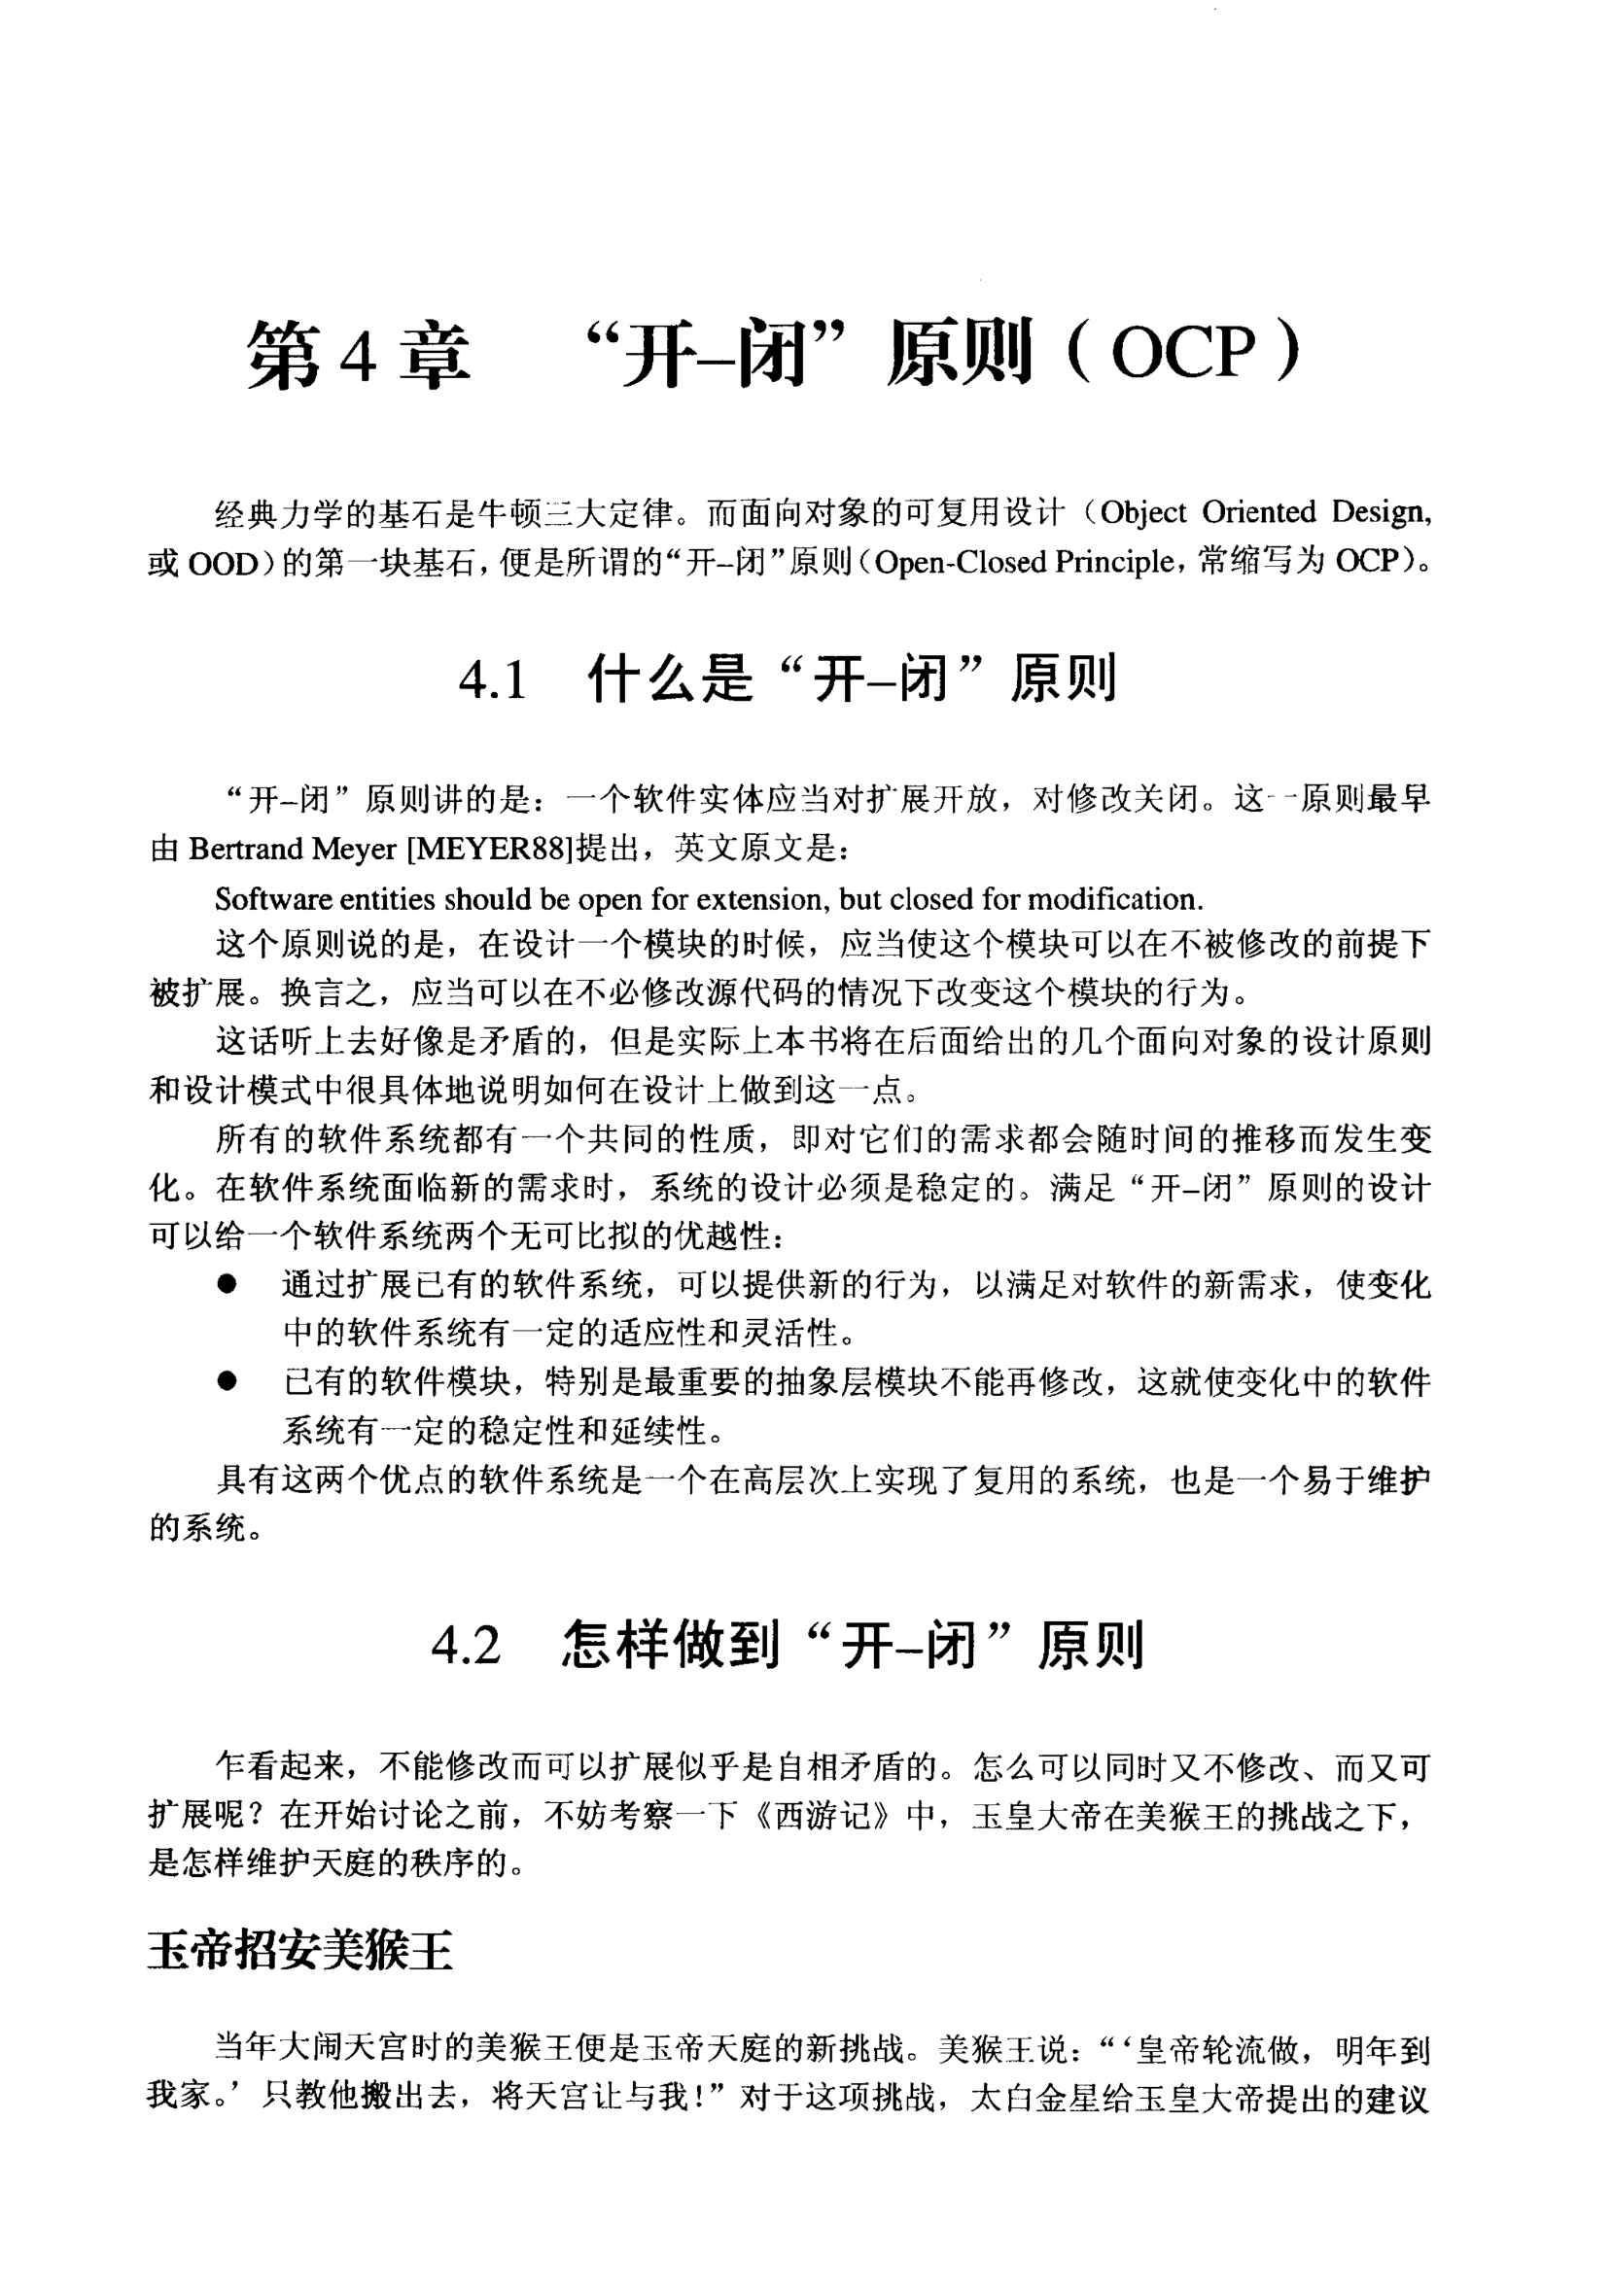 第 4 章 “开–闭”原则（OCP）
经典力学的基石是牛顿三大定律。而面向对象的可复用设计（Object Oriented Design,
或 OOD）的第一块基石，便是所谓的“开–闭”原则（Open-Closed Principle，常缩写为 OCP）。
4.1 什么是“开–闭”原则
“开–闭”原则讲的是：一个软件实体应当对扩展开放，对修改关闭。这一原则最早
由 Bertrand Meyer [MEYER88]提出，英文原文是：
Software entities should be open for extension, but closed for modification.
这个原则说的是，在设计一个模块的时候，应当使这个模块可以在不被修改的前提下
被扩展。换言之，应当可以在不必修改源代码的情况下改变这个模块的行为。
这话听上去好像是矛盾的，但是实际上本书将在后面给出的几个面向对象的设计原则
和设计模式中很具体地说明如何在设计上做到这一点。
所有的软件系统都有一个共同的性质，即对它们的需求都会随时间的推移而发生变
化。在软件系统面临新的需求时，系统的设计必须是稳定的。满足“开–闭”原则的设计
可以给一个软件系统两个无可比拟的优越性：
● 通过扩展已有的软件系统，可以提供新的行为，以满足对软件的新需求，使变化
中的软件系统有一定的适应性和灵活性。
● 已有的软件模块，特别是最重要的抽象层模块不能再修改，这就使变化中的软件
系统有一定的稳定性和延续性。
具有这两个优点的软件系统是一个在高层次上实现了复用的系统，也是一个易于维护
的系统。
4.2 怎样做到“开–闭”原则
乍看起来，不能修改而可以扩展似乎是自相矛盾的。怎么可以同时又不修改、而又可
扩展呢？在开始讨论之前，不妨考察一下《西游记》中，玉皇大帝在美猴王的挑战之下，
是怎样维护天庭的秩序的。
玉帝招安美猴王
当年大闹天宫时的美猴王便是玉帝天庭的新挑战。美猴王说：“‘皇帝轮流做，明年到
我家。’只教他搬出去，将天宫让与我！”对于这项挑战，太白金星给玉皇大帝提出的建议